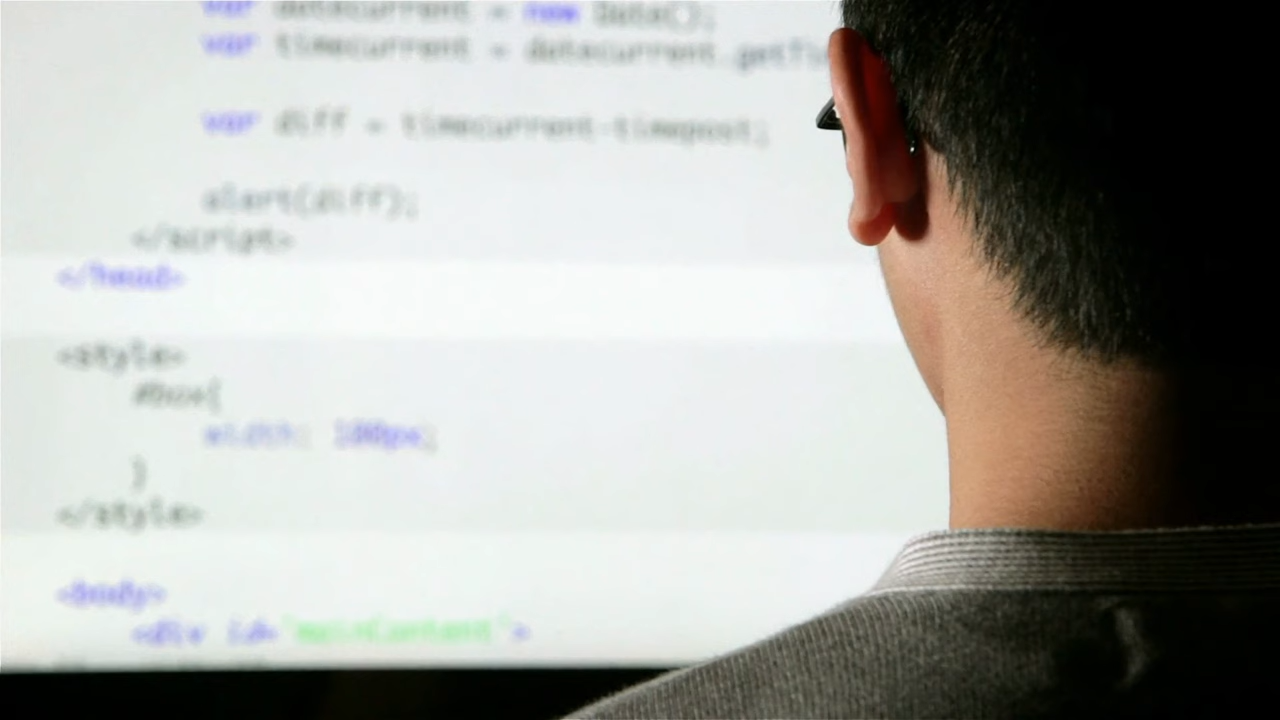 var datecurrent = new Date();
var timecurrent = datecurrent.getTi
var diff = timecurrent-timepost;
alert(diff);
</script>
</head>
<style>
#box{
width: 100px;
}
</style>
<body>
<div id="mainContent">